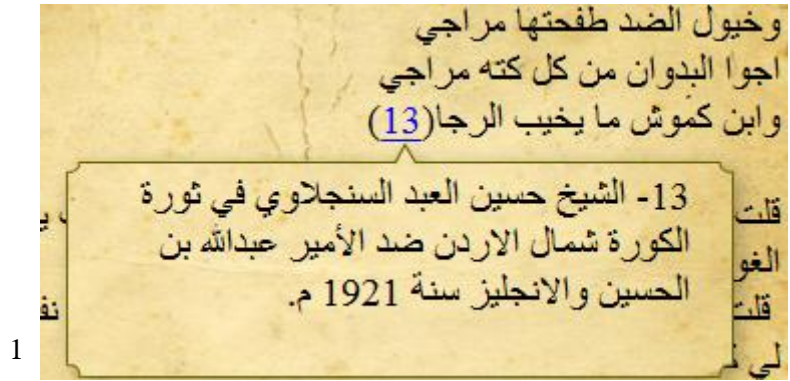 وخيول الضد طفحتها مراجي
اجوا البدوان من كل كته مراجي
وابن كموش ما يخيب الرجا(13)
13- الشيخ حسين العبد السنجلاوي في ثورة
الكورة شمال الاردن ضد الأمير عبدالله بن
الحسين والانجليز سنة 1921 م.
قلت
الغو
قلت
لي
1